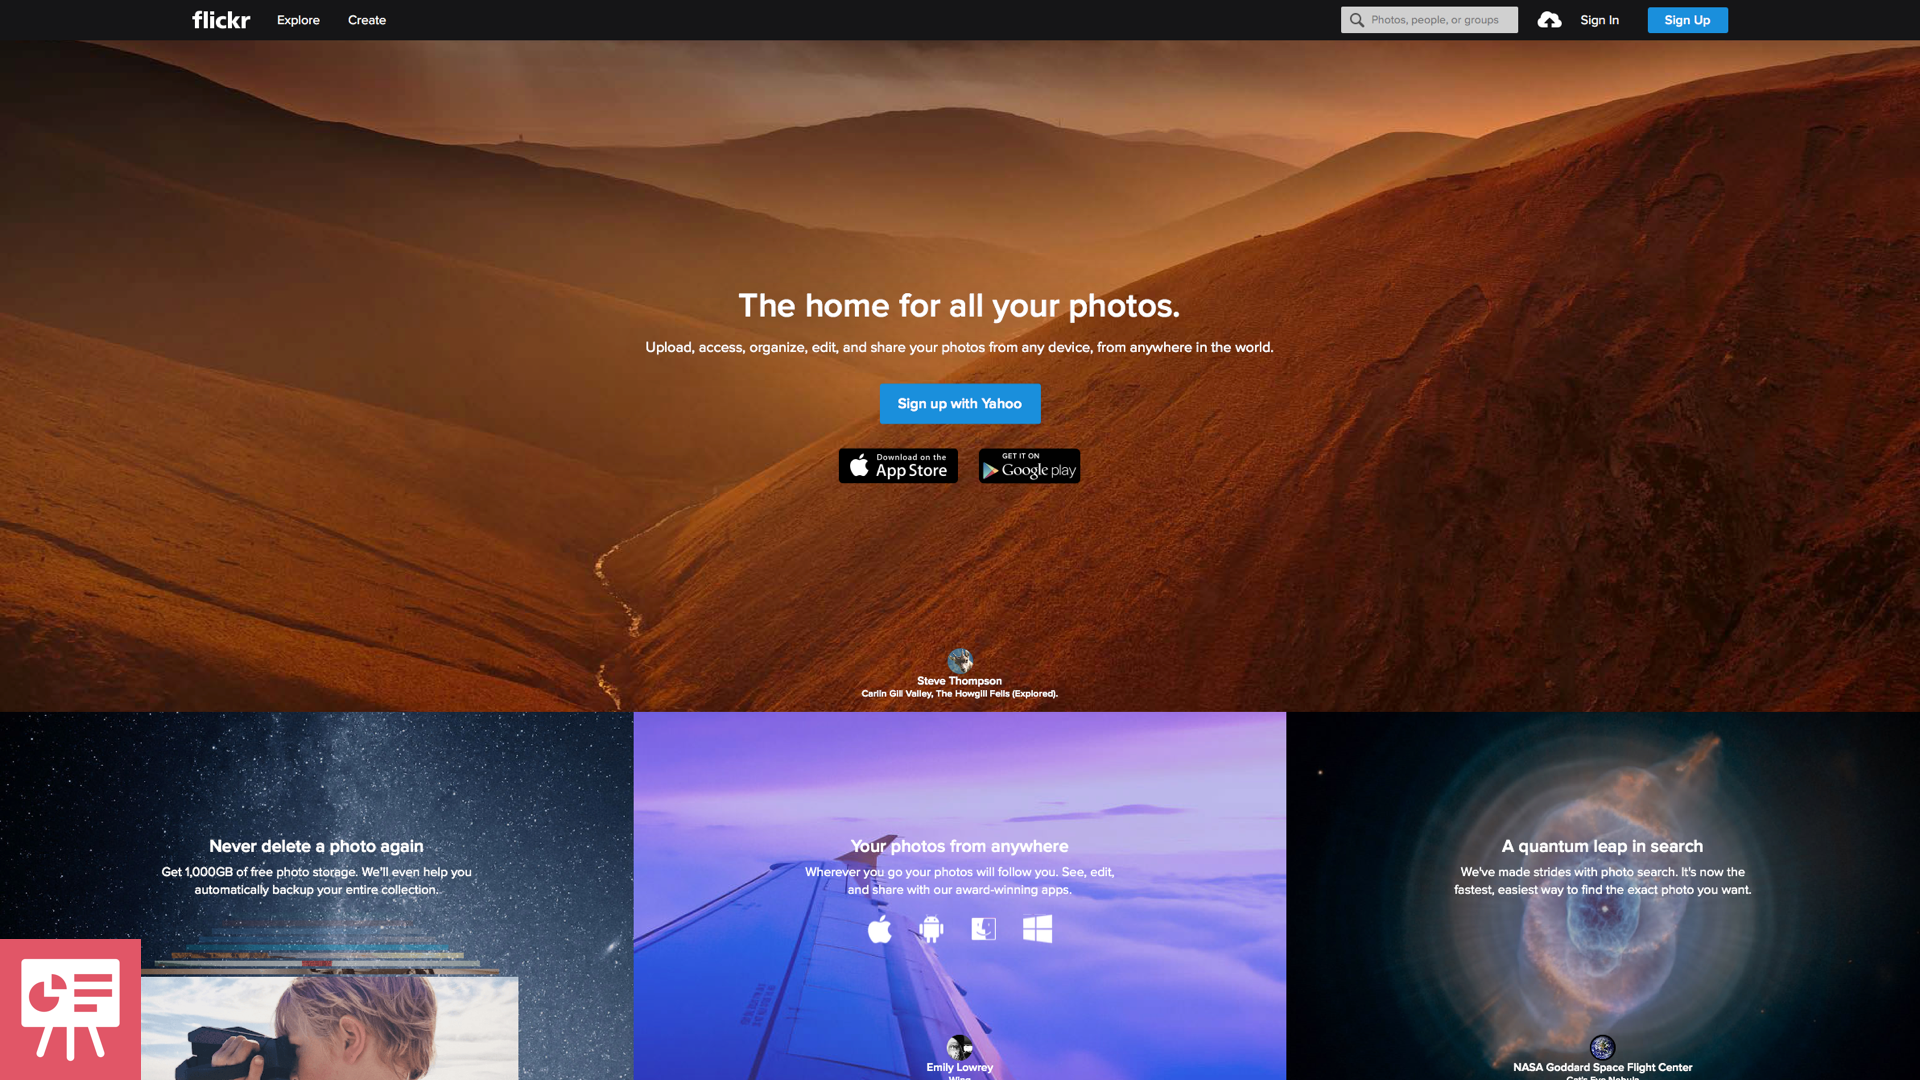 flickr Explore Create Photos, people, or groups Sign In Sign Up
The home for all your photos.
Upload, access, organize, edit, and share your photos from any device, from anywhere in the world.
Sign up with Yahoo
Download on the
App Store
GET IT ON
Google play
Steve Thompson
Carlin Gill Valley, The Howgill Fells (Explored).
Never delete a photo again
Get 1,000GB of free photo storage. We'll even help you
automatically backup your entire collection.
Your photos from anywhere
Wherever you go your photos will follow you. See, edit,
and share with our award-winning apps.
Emily Lowrey
Wing
A quantum leap in search
We've made strides with photo search. It's now the
fastest, easiest way to find the exact photo you want.
NASA Goddard Space Flight Center
Cat's Eye Nebula